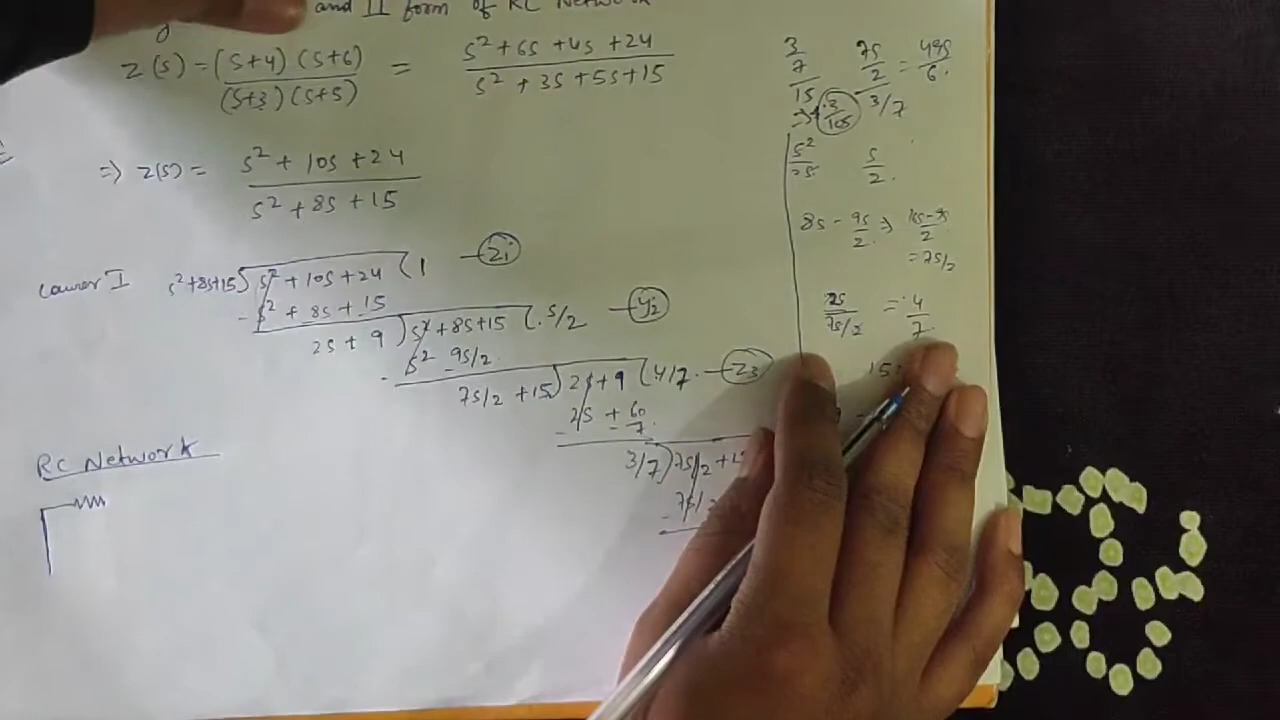 and II form of RC Network
Z(s) = (s+4)(s+6) / (s+3)(s+5) = s² + 6s + 4s + 24 / s² + 3s + 5s + 15
=> Z(s) = s² + 10s + 24 / s² + 8s + 15
Cauer I s²+8s+15) s² + 10s + 24 ( 1 — Z1
- s² + 8s + 15
2s + 9 ) s² + 8s + 15 ( s/2 — Y2
- s² - 9s/2
7s/2 + 15) 2s + 9 ( 4/7 — Z3
- 2s + 60/7
3/7 ) 7s/2 +
- 7s/
RC Network
3/7 / 15 7s/2 / 3/7 = 49s/6
=> 3/105
s²/2s s/2
8s - 9s/2 => 16s-9s/2
= 7s/2
2s / 7s/2 = 4/7
15